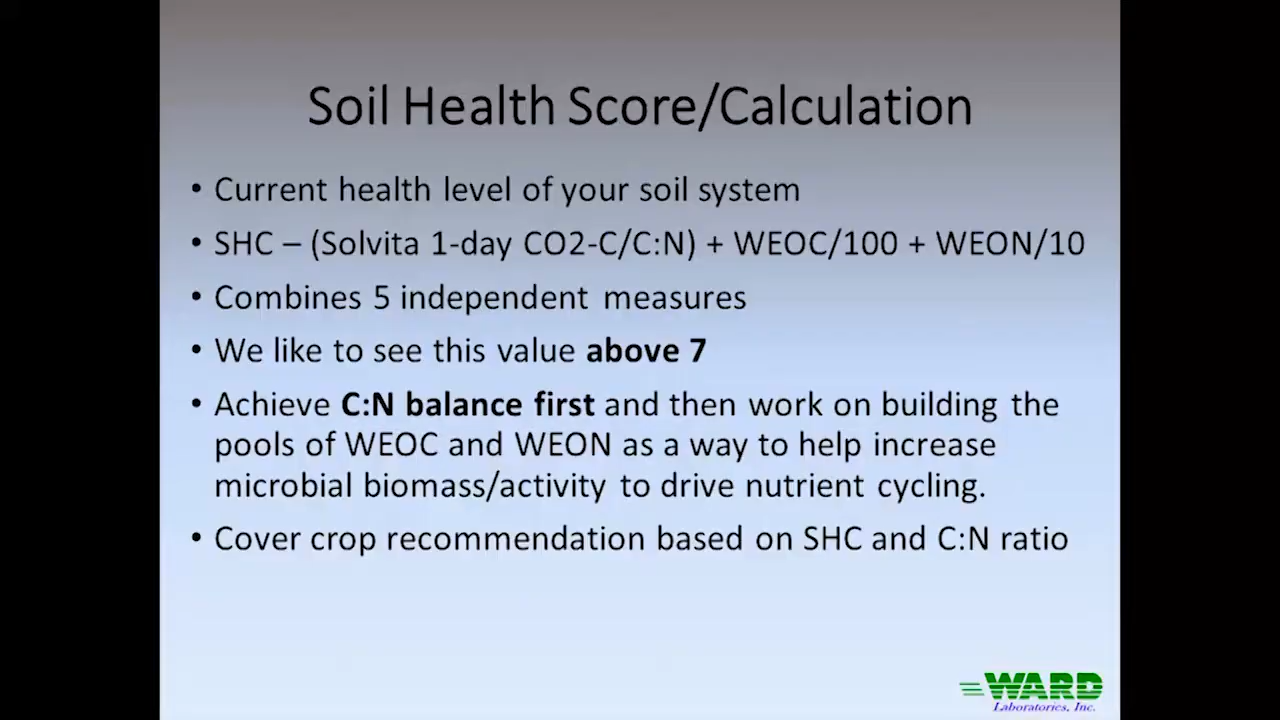 Soil Health Score/Calculation
• Current health level of your soil system
• SHC – (Solvita 1-day CO2-C/C:N) + WEOC/100 + WEON/10
• Combines 5 independent measures
• We like to see this value above 7
• Achieve C:N balance first and then work on building the
pools of WEOC and WEON as a way to help increase
microbial biomass/activity to drive nutrient cycling.
• Cover crop recommendation based on SHC and C:N ratio
WARD
Laboratories, Inc.